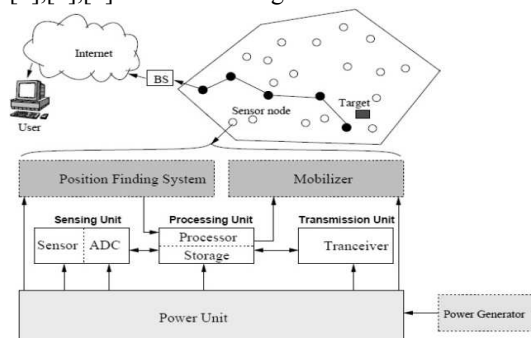 Internet
BS
User
Sensor node
Target
Position Finding System
Mobilizer
Sensing Unit
Processing Unit
Transmission Unit
Sensor
ADC
Processor
Storage
Tranceiver
Power Unit
Power Generator